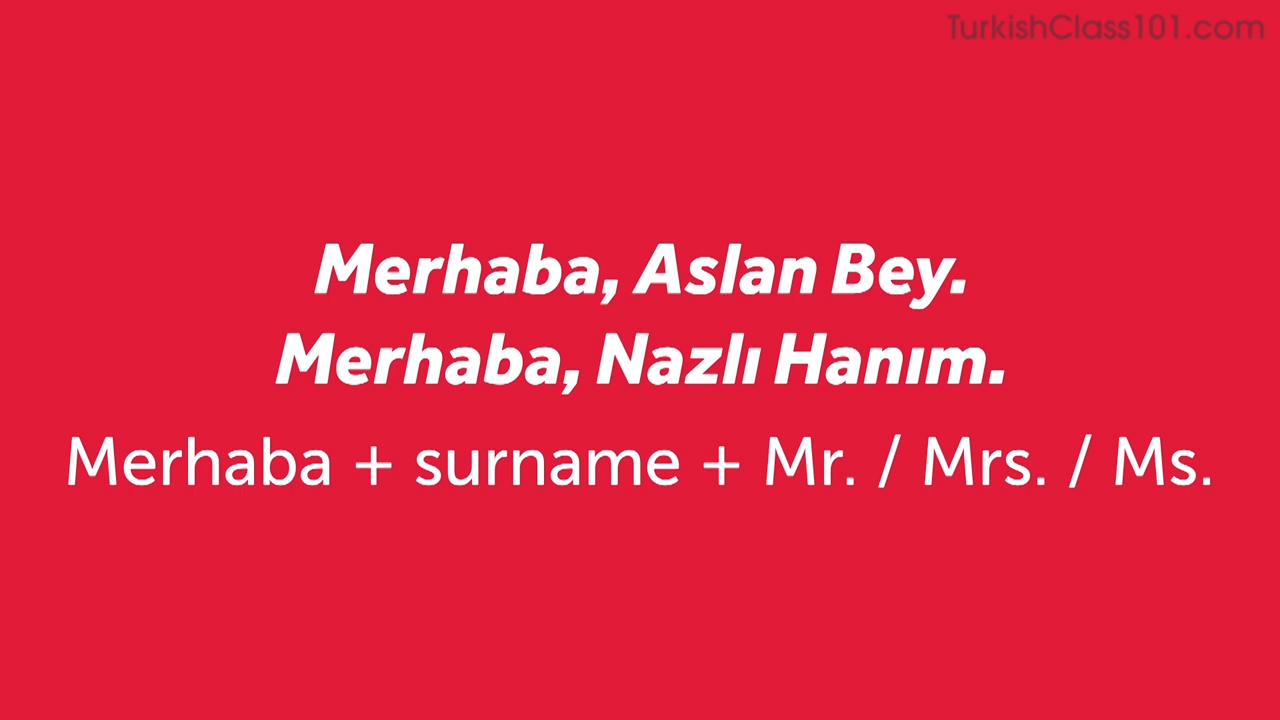 TurkishClass101.com
Merhaba, Aslan Bey.
Merhaba, Nazlı Hanım.
Merhaba + surname + Mr. / Mrs. / Ms.